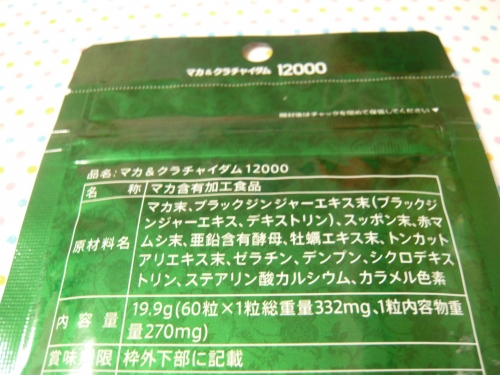 マカ&クラチャイダム 12000
開封後はチャックを閉めて保管してください▼
品名:マカ&クラチャイダム12000
名 称 マカ含有加工食品
原材料名 マカ末、ブラックジンジャーエキス末(ブラックジ
ンジャーエキス、デキストリン)、スッポン末、赤マ
ムシ末、亜鉛含有酵母、牡蠣エキス末、トンカット
アリエキス末、ゼラチン、デンプン、シクロデキス
トリン、ステアリン酸カルシウム、カラメル色素
内 容 量 19.9g(60粒×1粒総重量332mg、1粒内容物重
量270mg)
賞味期限 枠外下部に記載